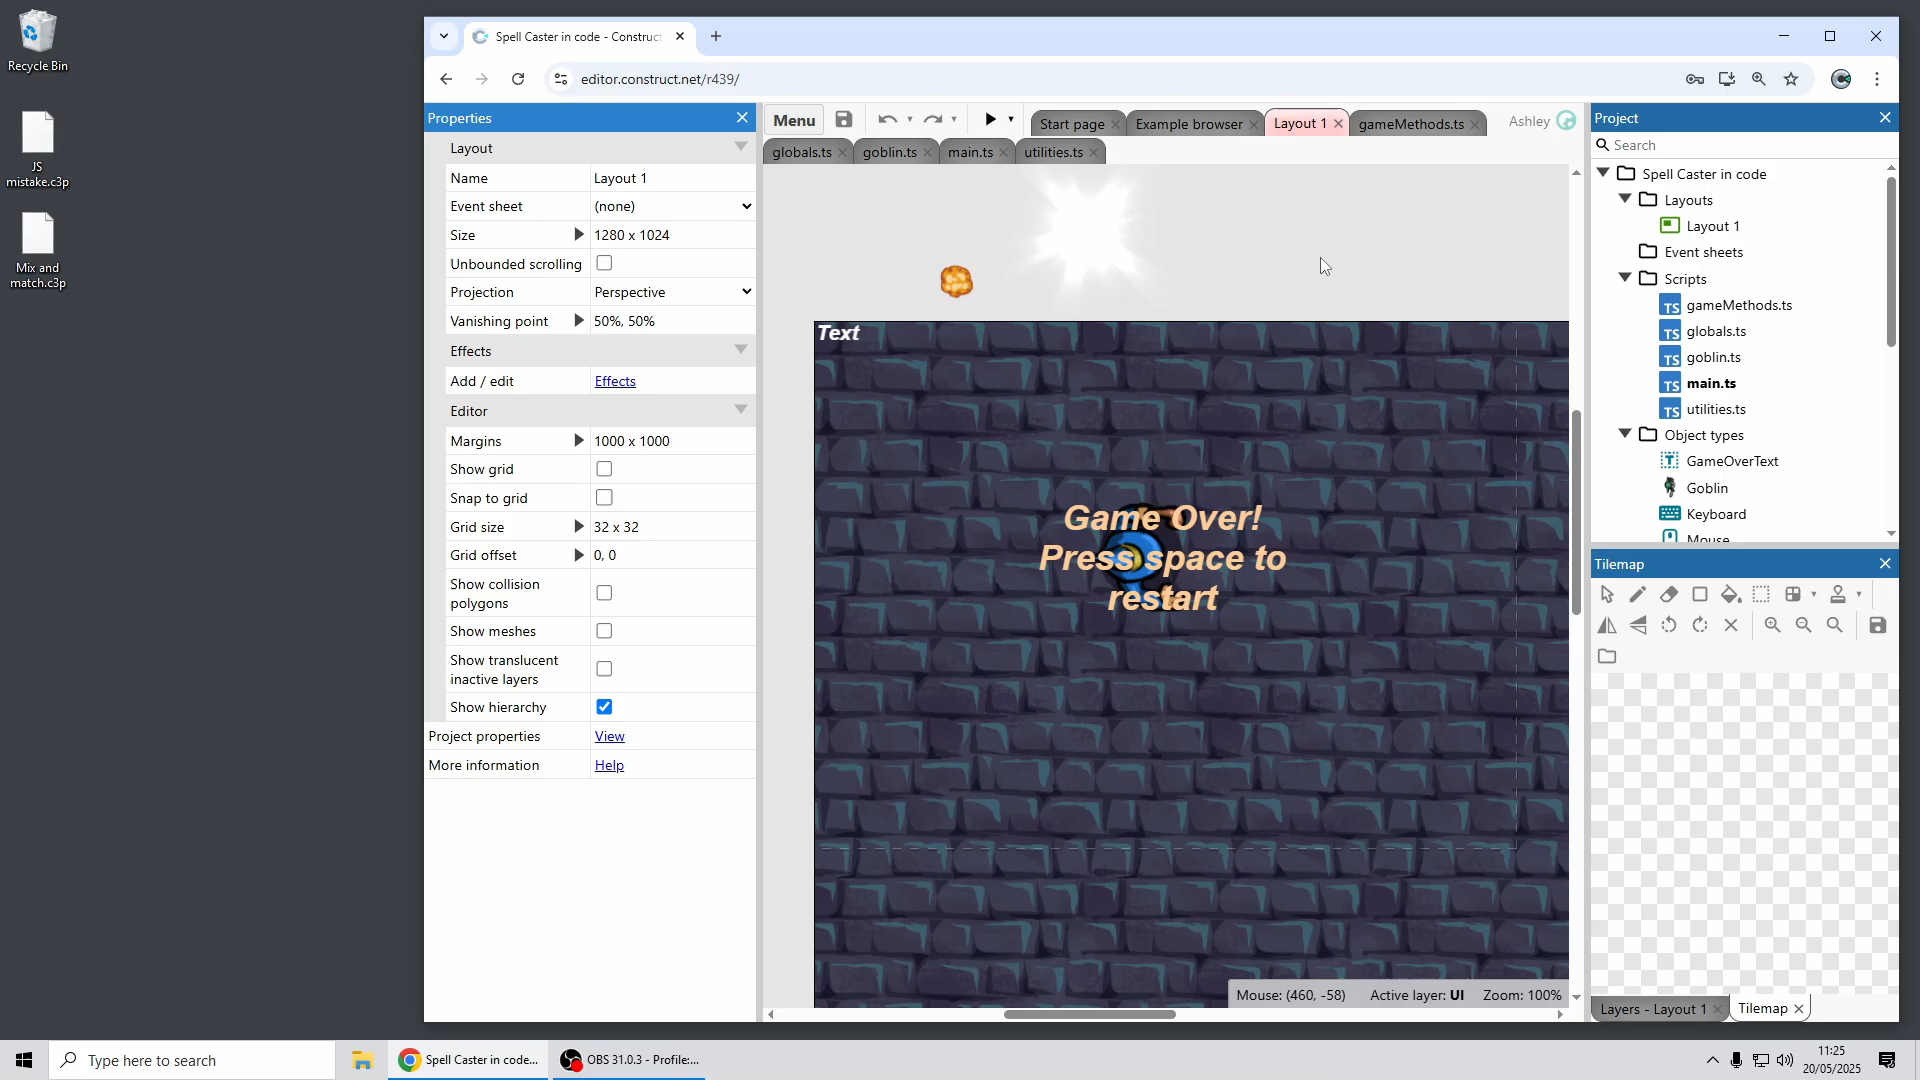 Recycle Bin
JS
mistake.c3p
Mix and
match.c3p
Spell Caster in code - Construct
editor.construct.net/r439/
Properties
Layout
Name Layout 1
Event sheet (none)
Size 1280 x 1024
Unbounded scrolling
Projection Perspective
Vanishing point 50%, 50%
Effects
Add / edit Effects
Editor
Margins 1000 x 1000
Show grid
Snap to grid
Grid size 32 x 32
Grid offset 0, 0
Show collision
polygons
Show meshes
Show translucent
inactive layers
Show hierarchy
Project properties View
More information Help
Menu
Start page
Example browser
Layout 1
gameMethods.ts
Ashley
globals.ts
goblin.ts
main.ts
utilities.ts
Text
Game Over!
Press space to
restart
Mouse: (460, -58) Active layer: UI Zoom: 100%
Project
Search
Spell Caster in code
Layouts
Layout 1
Event sheets
Scripts
TS gameMethods.ts
TS globals.ts
TS goblin.ts
TS main.ts
TS utilities.ts
Object types
T GameOverText
Goblin
Keyboard
Mouse
Tilemap
Layers - Layout 1
Tilemap
Type here to search
Spell Caster in code...
OBS 31.0.3 - Profile:...
11:25
20/05/2025